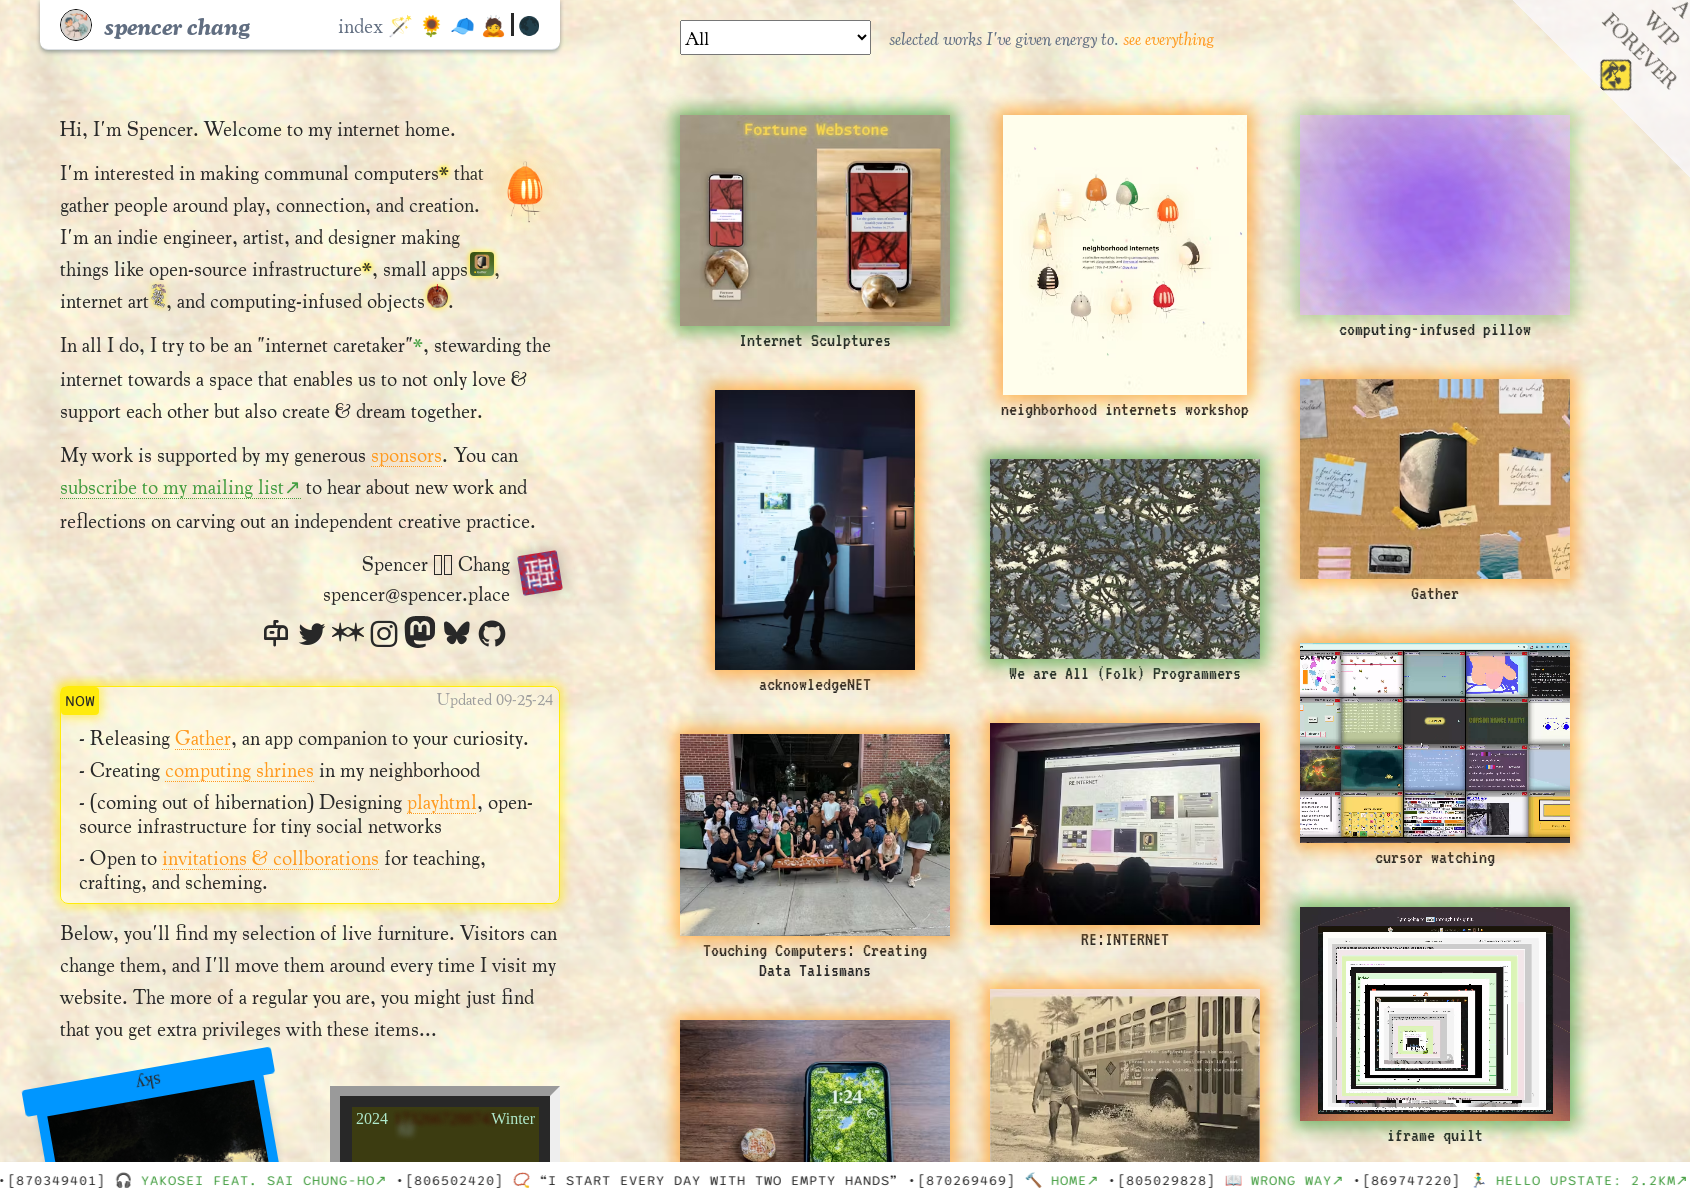 spencer chang
index
All
selected works I've given energy to. see everything
A
WIP
FOREVER
Hi, I'm Spencer. Welcome to my internet home.
I'm interested in making communal computers* that
gather people around play, connection, and creation.
I'm an indie engineer, artist, and designer making
things like open-source infrastructure*, small apps,
internet art, and computing-infused objects.
In all I do, I try to be an "internet caretaker"*, stewarding the
internet towards a space that enables us to not only love &
support each other but also create & dream together.
My work is supported by my generous sponsors. You can
subscribe to my mailing list↗ to hear about new work and
reflections on carving out an independent creative practice.
Spencer Chang
spencer@spencer.place
NOW
Updated 09-25-24
- Releasing Gather, an app companion to your curiosity.
- Creating computing shrines in my neighborhood
- (coming out of hibernation) Designing playhtml, open-
source infrastructure for tiny social networks
- Open to invitations & collborations for teaching,
crafting, and scheming.
Below, you'll find my selection of live furniture. Visitors can
change them, and I'll move them around every time I visit my
website. The more of a regular you are, you might just find
that you get extra privileges with these items...
sky
2024
Winter
Fortune Webstone
Internet Sculptures
acknowledgeNET
Touching Computers: Creating
Data Talismans
1:24
neighborhood internets
neighborhood internets workshop
We are All (Folk) Programmers
RE:INTERNET
RE:INTERNET
computing-infused pillow
Gather
cursor watching
iframe quilt
•[870349401] 🎧 YAKOSEI FEAT. SAI CHUNG-HO↗ •[806502420] 📿 “I START EVERY DAY WITH TWO EMPTY HANDS” •[870269469] 🔨 HOME↗ •[805029828] 📖 WRONG WAY↗ •[869747220] 🏃‍♂️ HELLO UPSTATE: 2.2KM↗